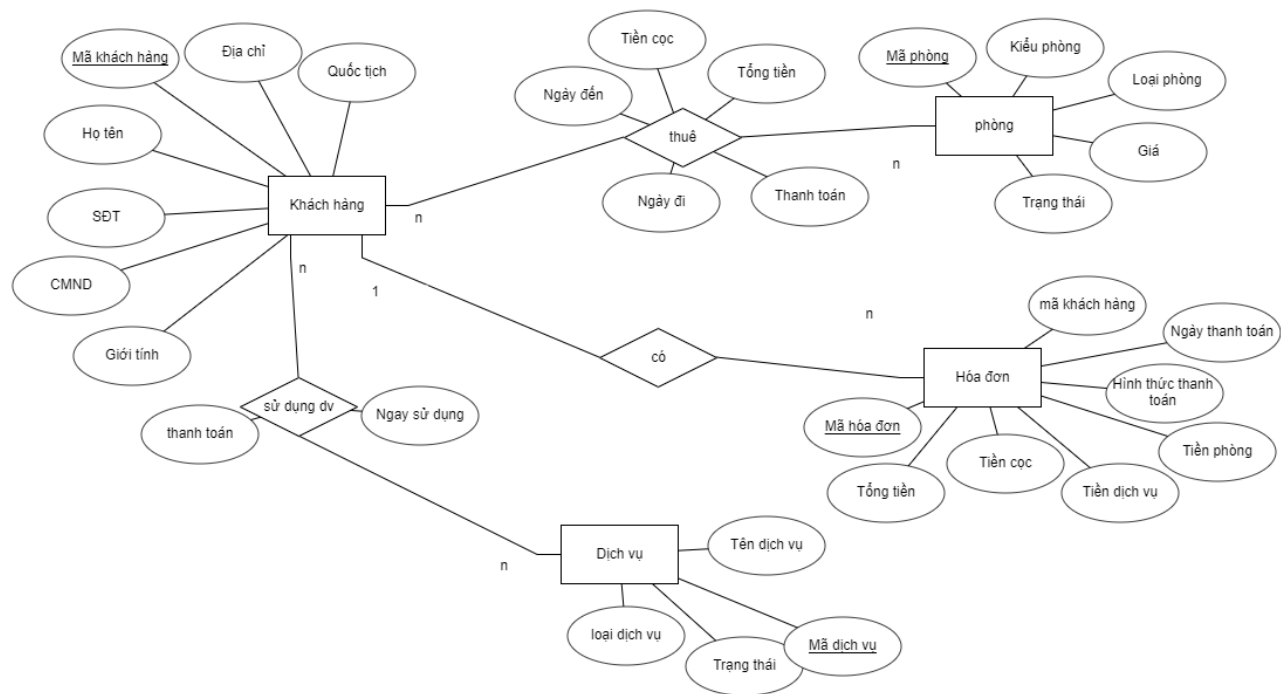 Mã khách hàng
Địa chỉ
Quốc tịch
Họ tên
SĐT
CMND
Giới tính
Khách hàng
n
n
1
Tiền cọc
Tổng tiền
Ngày đến
thuê
Ngày đi
Thanh toán
n
Mã phòng
Kiểu phòng
Loại phòng
phòng
Giá
Trạng thái
có
n
mã khách hàng
Ngày thanh toán
Hóa đơn
Hình thức thanh
toán
Mã hóa đơn
Tiền phòng
Tổng tiền
Tiền cọc
Tiền dịch vụ
sử dụng dv
Ngay sử dụng
thanh toán
n
Dịch vụ
Tên dịch vụ
loại dịch vụ
Trạng thái
Mã dịch vụ